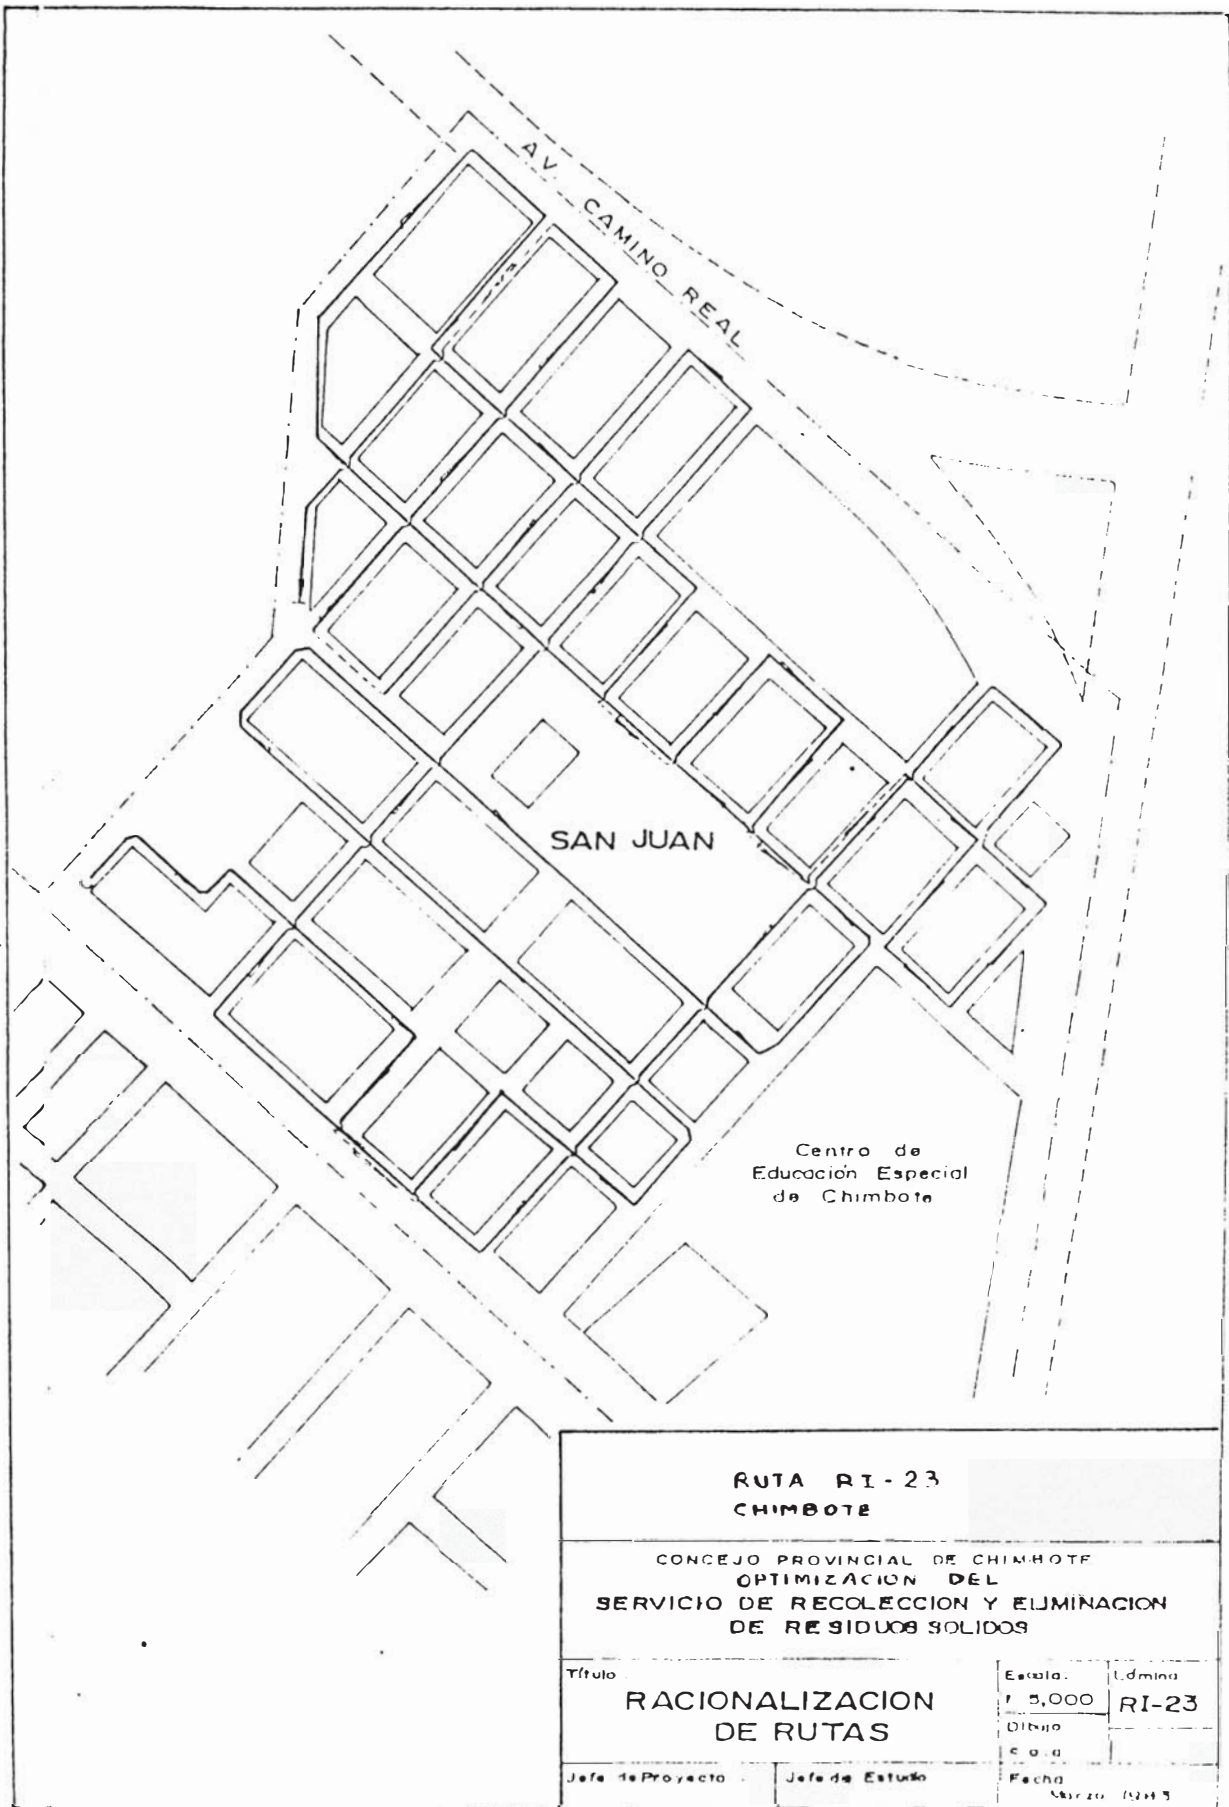 AV. CAMINO REAL
SAN JUAN
Centro de
Educación Especial
de Chimbote
RUTA RI-23
CHIMBOTE
CONCEJO PROVINCIAL DE CHIMBOTE
OPTIMIZACION DEL
SERVICIO DE RECOLECCION Y ELIMINACION
DE RESIDUOS SOLIDOS
Título
RACIONALIZACION
DE RUTAS
Escala:
5,000
Lámina
RI-23
Dibujo
Jefe de Proyecto
Jefe de Estudio
Fecha
Marzo